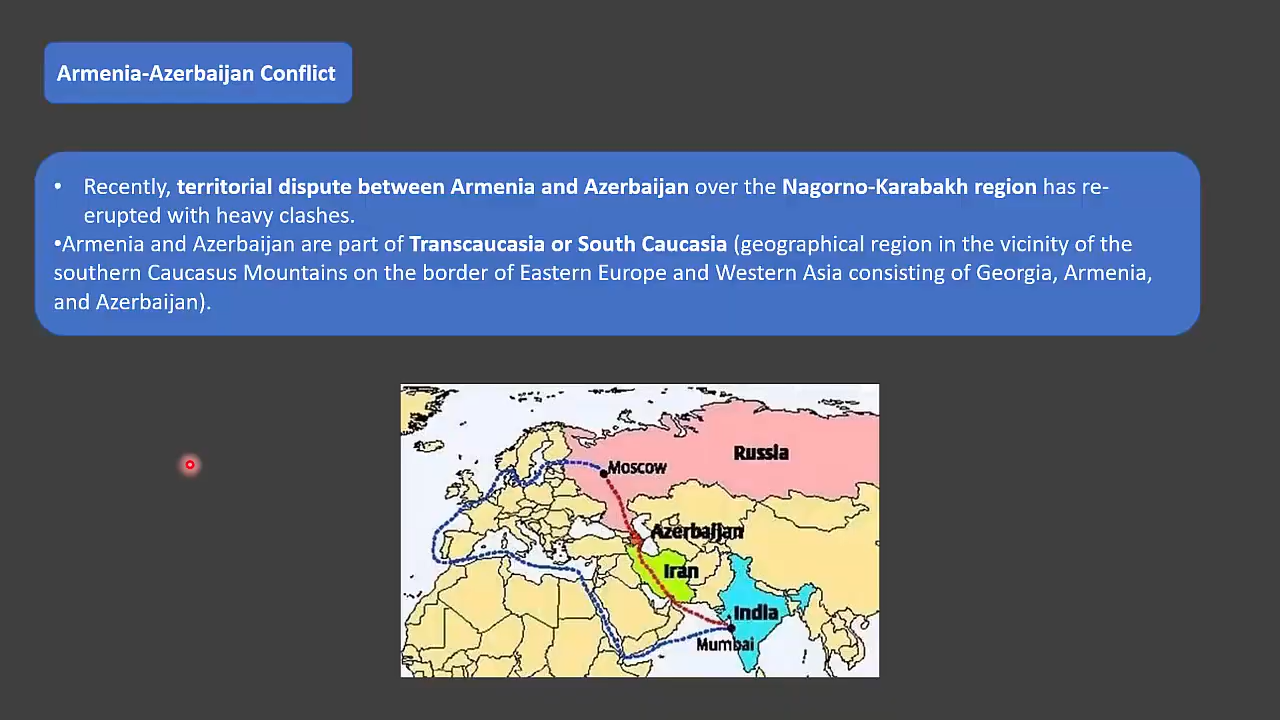 Armenia-Azerbaijan Conflict
• Recently, territorial dispute between Armenia and Azerbaijan over the Nagorno-Karabakh region has re-
erupted with heavy clashes.
•Armenia and Azerbaijan are part of Transcaucasia or South Caucasia (geographical region in the vicinity of the
southern Caucasus Mountains on the border of Eastern Europe and Western Asia consisting of Georgia, Armenia,
and Azerbaijan).
Russia
Moscow
Azerbaijan
Iran
India
Mumbai